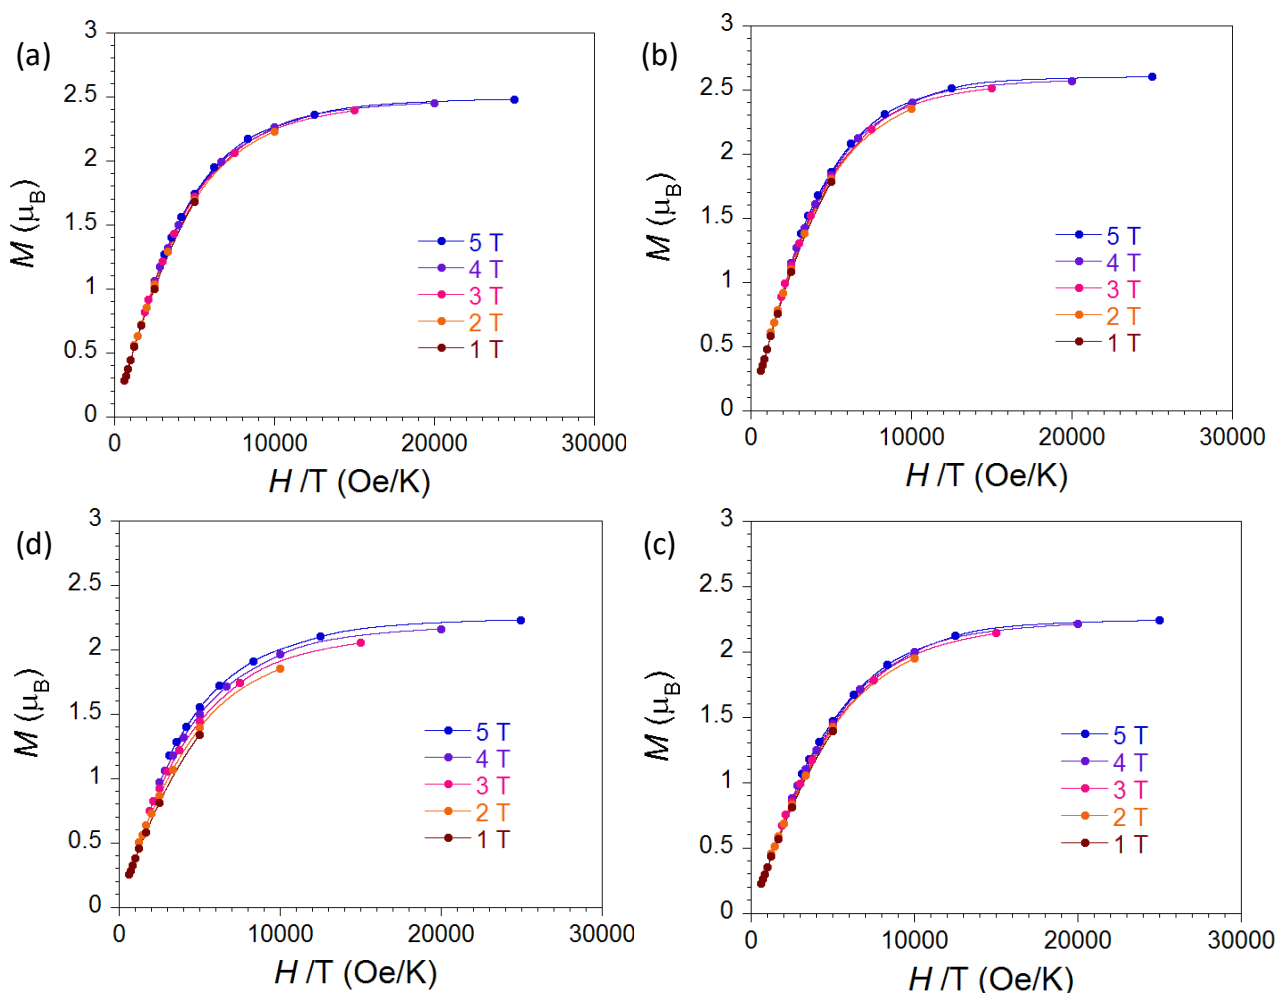 (a)
3
2.5
2
1.5
1
0.5
0
M (μB)
5 T
4 T
3 T
2 T
1 T
0 10000 20000 30000
H /T (Oe/K)
(b)
3
2.5
2
1.5
1
0.5
0
M (μB)
5 T
4 T
3 T
2 T
1 T
0 10000 20000 30000
H /T (Oe/K)
(d)
3
2.5
2
1.5
1
0.5
0
M (μB)
5 T
4 T
3 T
2 T
1 T
0 10000 20000 30000
H /T (Oe/K)
(c)
3
2.5
2
1.5
1
0.5
0
M (μB)
5 T
4 T
3 T
2 T
1 T
0 10000 20000 30000
H /T (Oe/K)